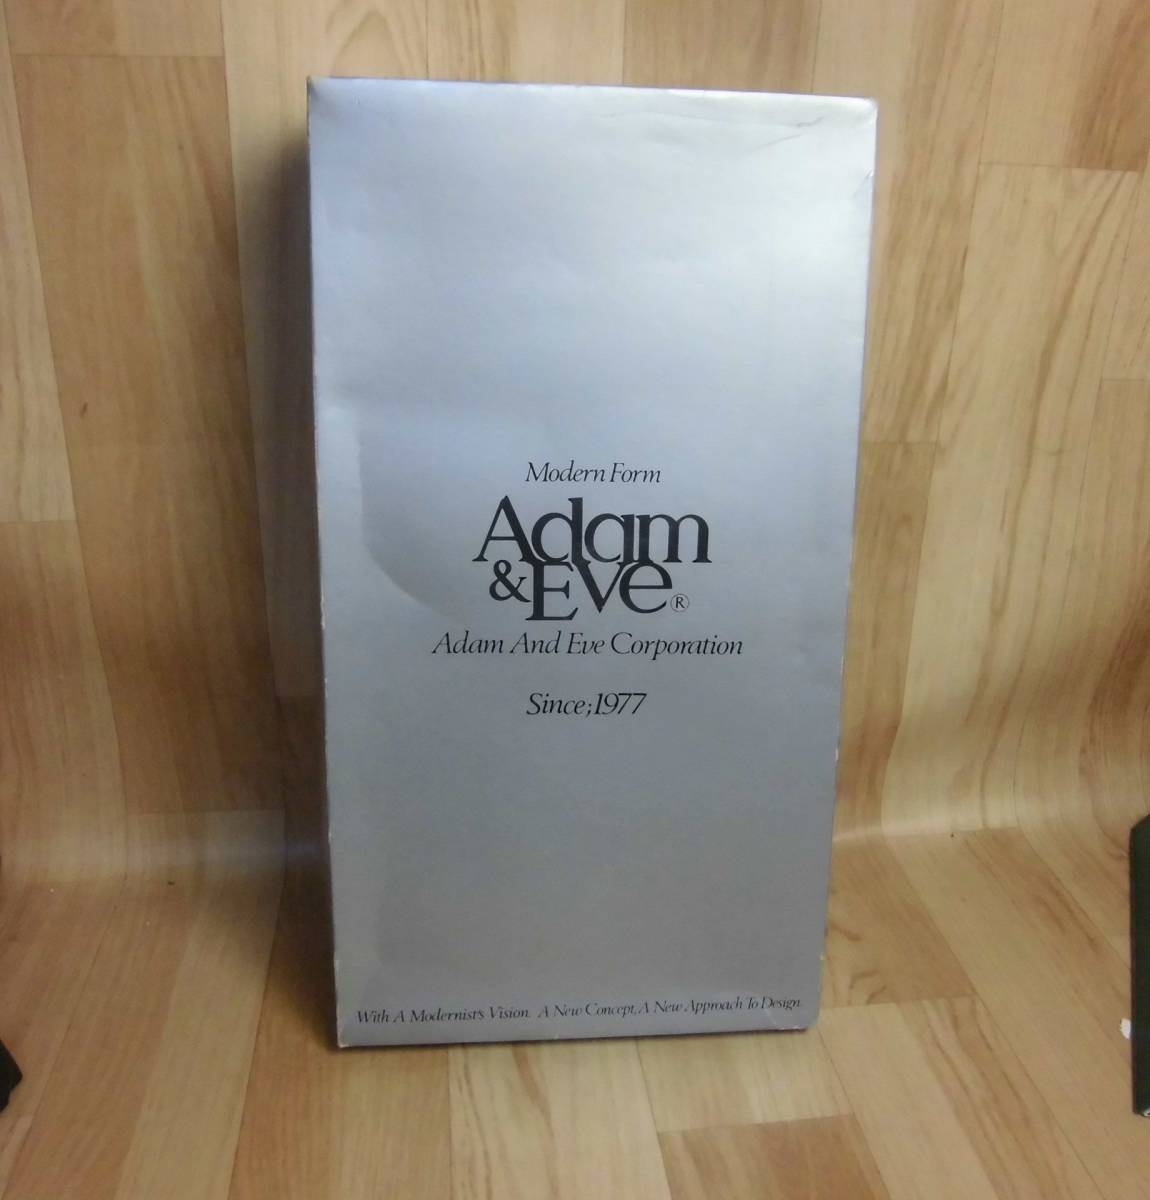 Modern Form
Adam
& Eve®
Adam And Eve Corporation
Since;1977
With A Modernist's Vision. A New Concept, A New Approach To Design.